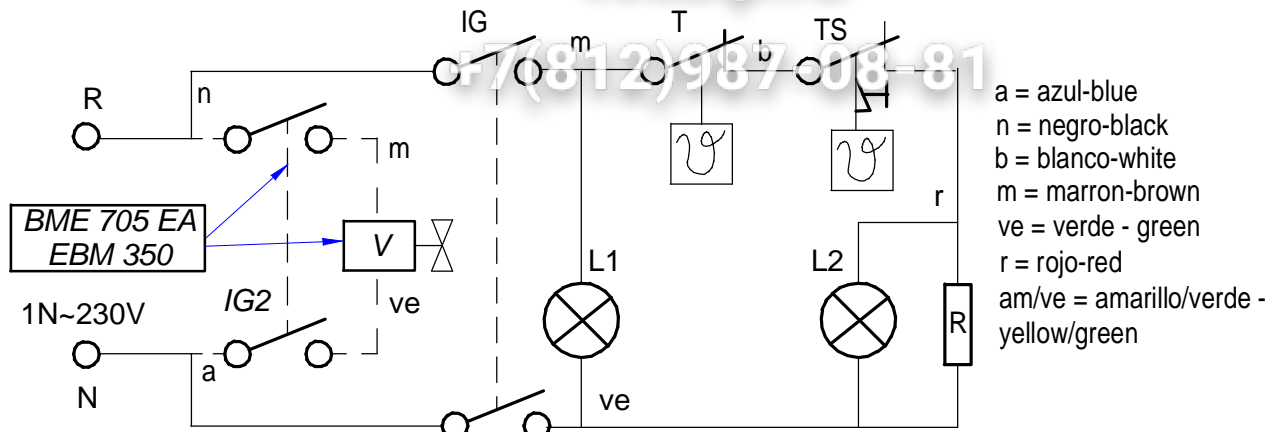 IG
T
TS
m
b
+7(812)987-08-81
R
n
m
BME 705 EA
EBM 350
V
IG2
ve
1N~230V
N
a
L1
L2
r
R
ve
a = azul-blue
n = negro-black
b = blanco-white
m = marron-brown
ve = verde - green
r = rojo-red
am/ve = amarillo/verde -
yellow/green